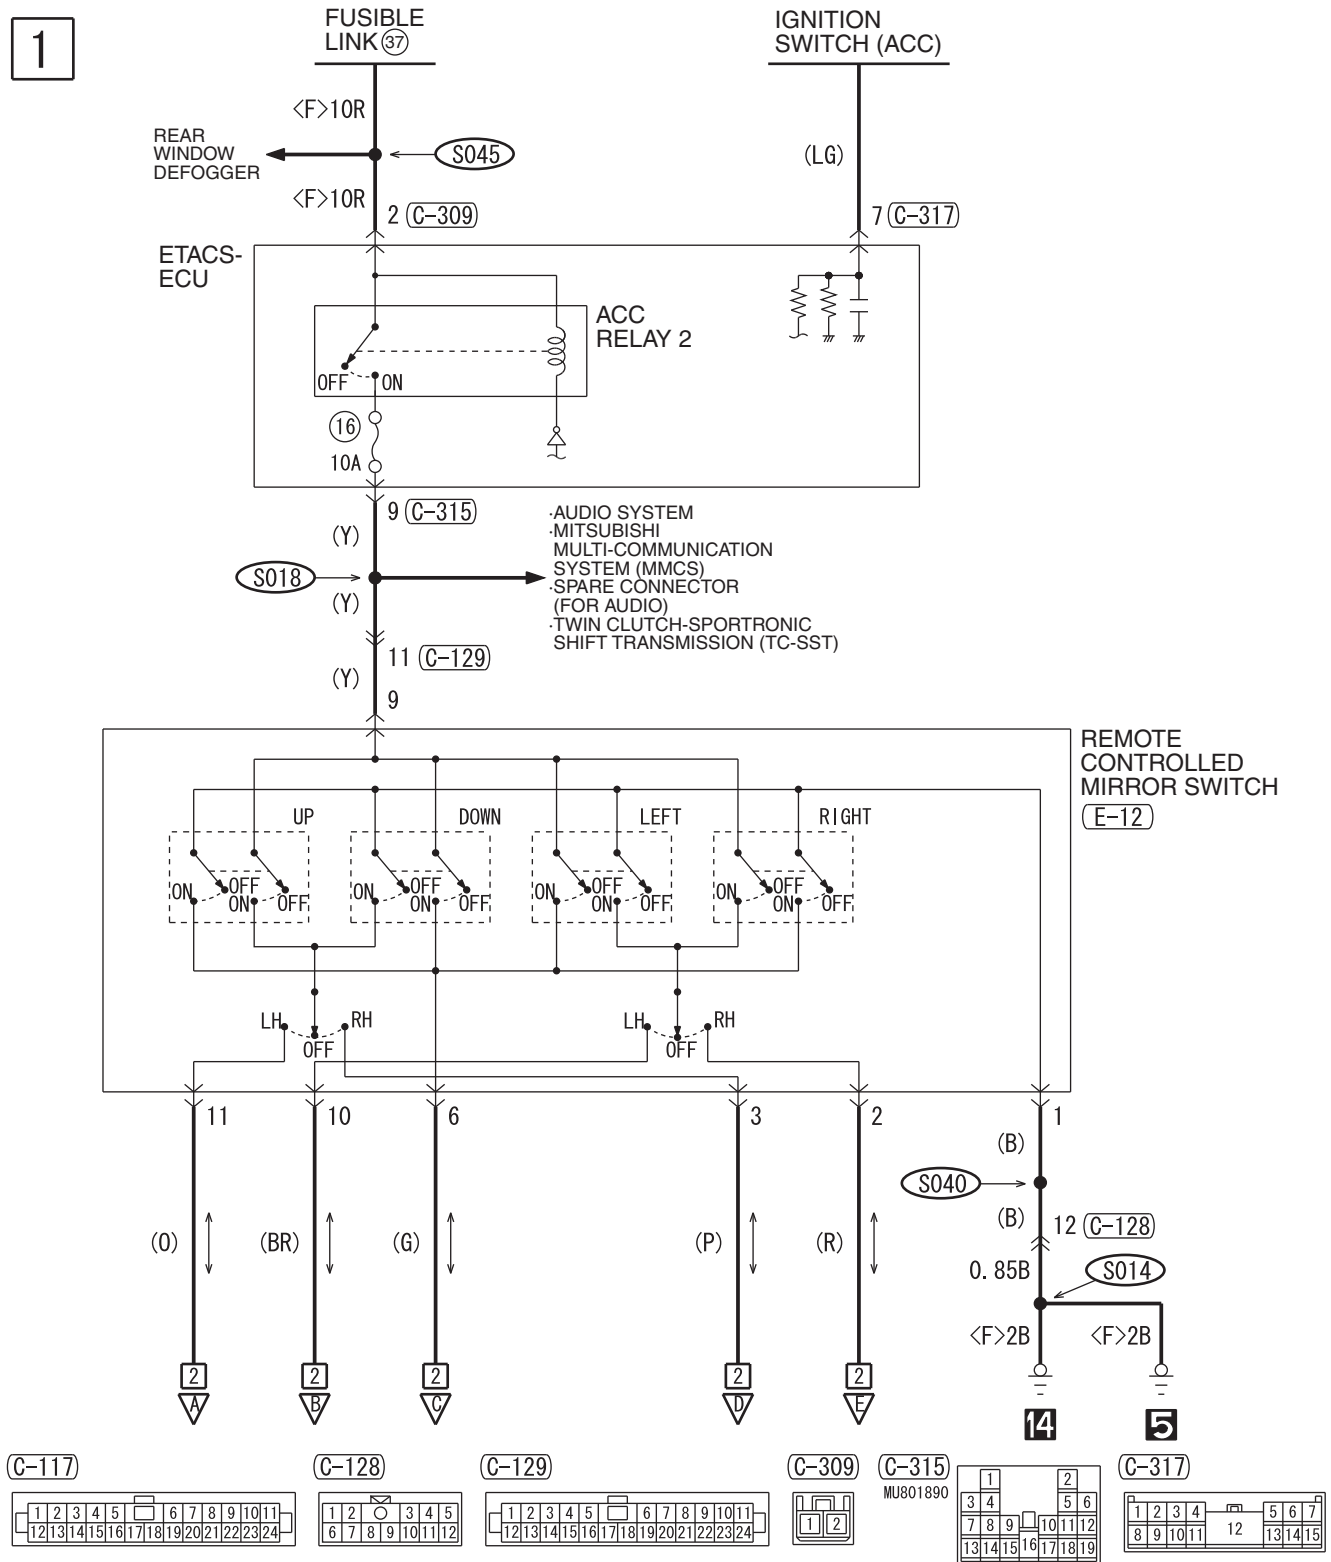 1
FUSIBLE
LINK 37
IGNITION
SWITCH (ACC)
<F>10R
REAR
WINDOW
DEFOGGER
S045
(LG)
<F>10R
2 (C-309)
7 (C-317)
ETACS-
ECU
ACC
RELAY 2
OFF ON
16
10A
9 (C-315)
(Y)
S018
(Y)
·AUDIO SYSTEM
·MITSUBISHI
MULTI-COMMUNICATION
SYSTEM (MMCS)
·SPARE CONNECTOR
(FOR AUDIO)
·TWIN CLUTCH-SPORTRONIC
SHIFT TRANSMISSION (TC-SST)
11 (C-129)
(Y)
9
REMOTE
CONTROLLED
MIRROR SWITCH
(E-12)
UP DOWN LEFT RIGHT
ON OFF ON OFF ON OFF ON OFF
ON OFF ON OFF ON OFF ON OFF
LH RH LH RH
OFF OFF
11 10 6 3 2 1
(B)
S040
(B) 12 (C-128)
(O) (BR) (G) (P) (R)
0.85B S014
<F>2B <F>2B
2 2 2 2 2
A B C D E
14 5
(C-117)
1 2 3 4 5 6 7 8 9 10 11
12 13 14 15 16 17 18 19 20 21 22 23 24
(C-128)
1 2 3 4 5
6 7 8 9 10 11 12
(C-129)
1 2 3 4 5 6 7 8 9 10 11
12 13 14 15 16 17 18 19 20 21 22 23 24
(C-309)
1 2
(C-315)
MU801890
1 2
3 4 5 6
7 8 9 10 11 12
13 14 15 16 17 18 19
(C-317)
1 2 3 4 5 6 7
8 9 10 11 12 13 14 15